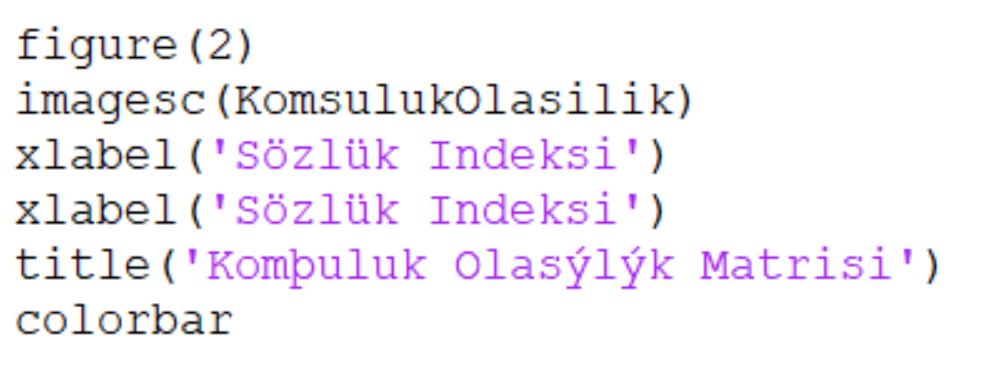 figure(2)
imagesc(KomsulukOlasilik)
xlabel('Sözlük Indeksi')
xlabel('Sözlük Indeksi')
title('Komþuluk Olasýlýk Matrisi')
colorbar